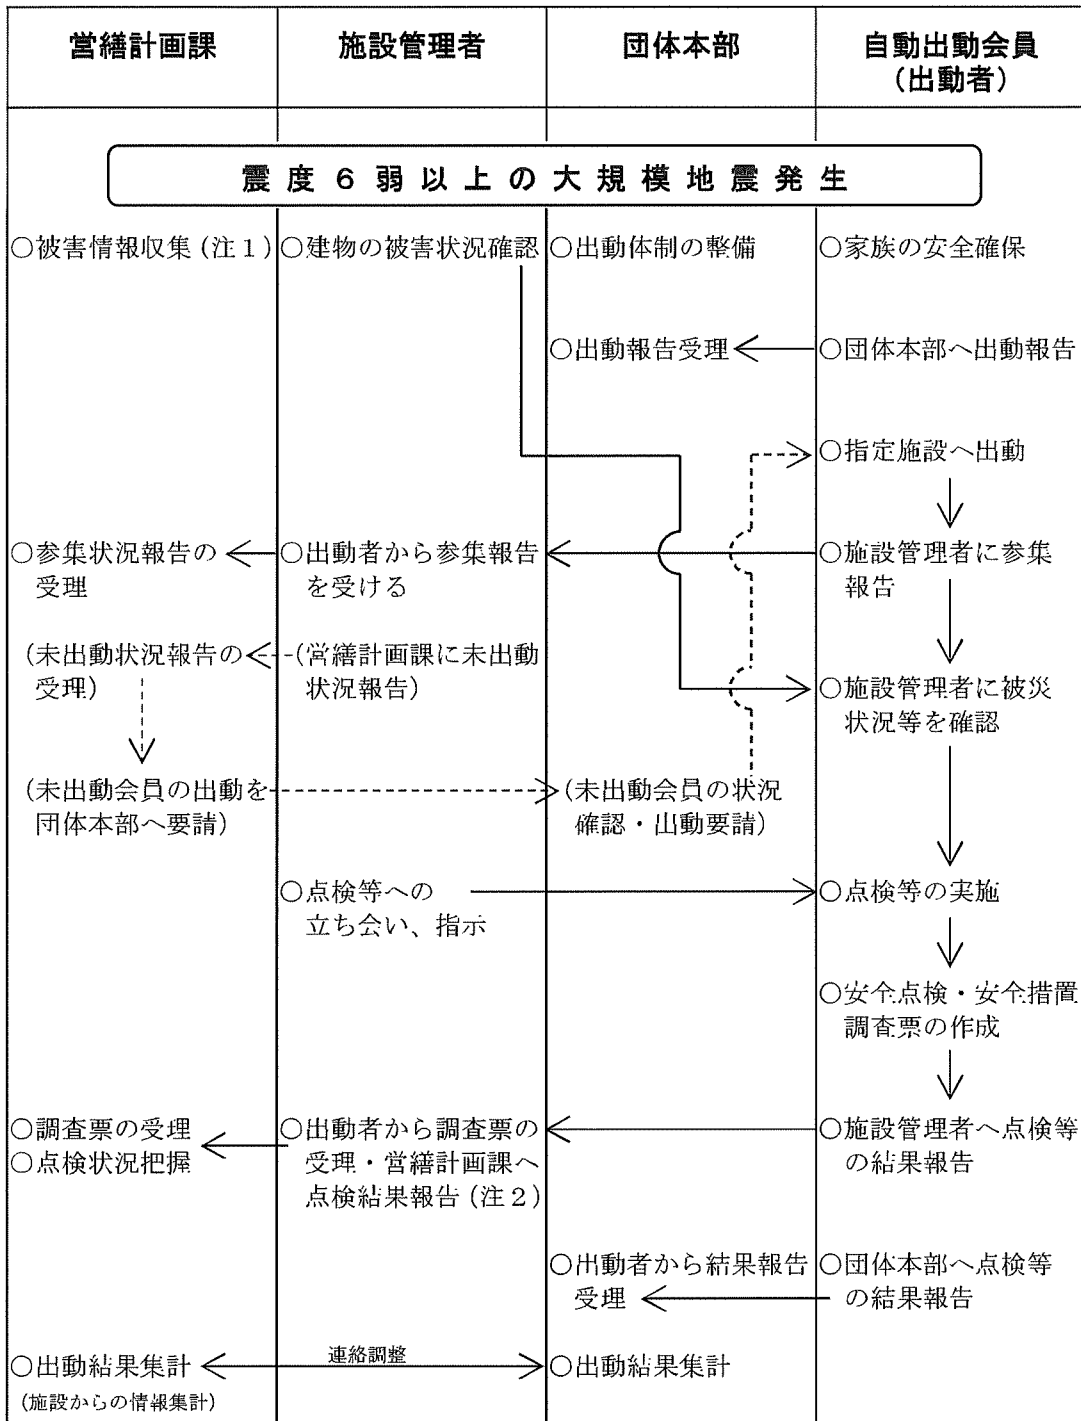 営繕計画課
施設管理者
団体本部
自動出動会員
(出動者)
震度6弱以上の大規模地震発生
○被害情報収集(注1)
○建物の被害状況確認
○出動体制の整備
○家族の安全確保
○出動報告受理
○団体本部へ出動報告
○指定施設へ出動
○参集状況報告の
受理
○出動者から参集報告
を受ける
○施設管理者に参集
報告
(未出動状況報告の
受理)
(営繕計画課に未出動
状況報告)
○施設管理者に被災
状況等を確認
(未出動会員の出動を
団体本部へ要請)
(未出動会員の状況
確認・出動要請)
○点検等への
立ち会い、指示
○点検等の実施
○安全点検・安全措置
調査票の作成
○調査票の受理
○点検状況把握
○出動者から調査票の
受理・営繕計画課へ
点検結果報告(注2)
○施設管理者へ点検等
の結果報告
○出動者から結果報告
受理
○団体本部へ点検等
の結果報告
○出動結果集計
(施設からの情報集計)
連絡調整
○出動結果集計